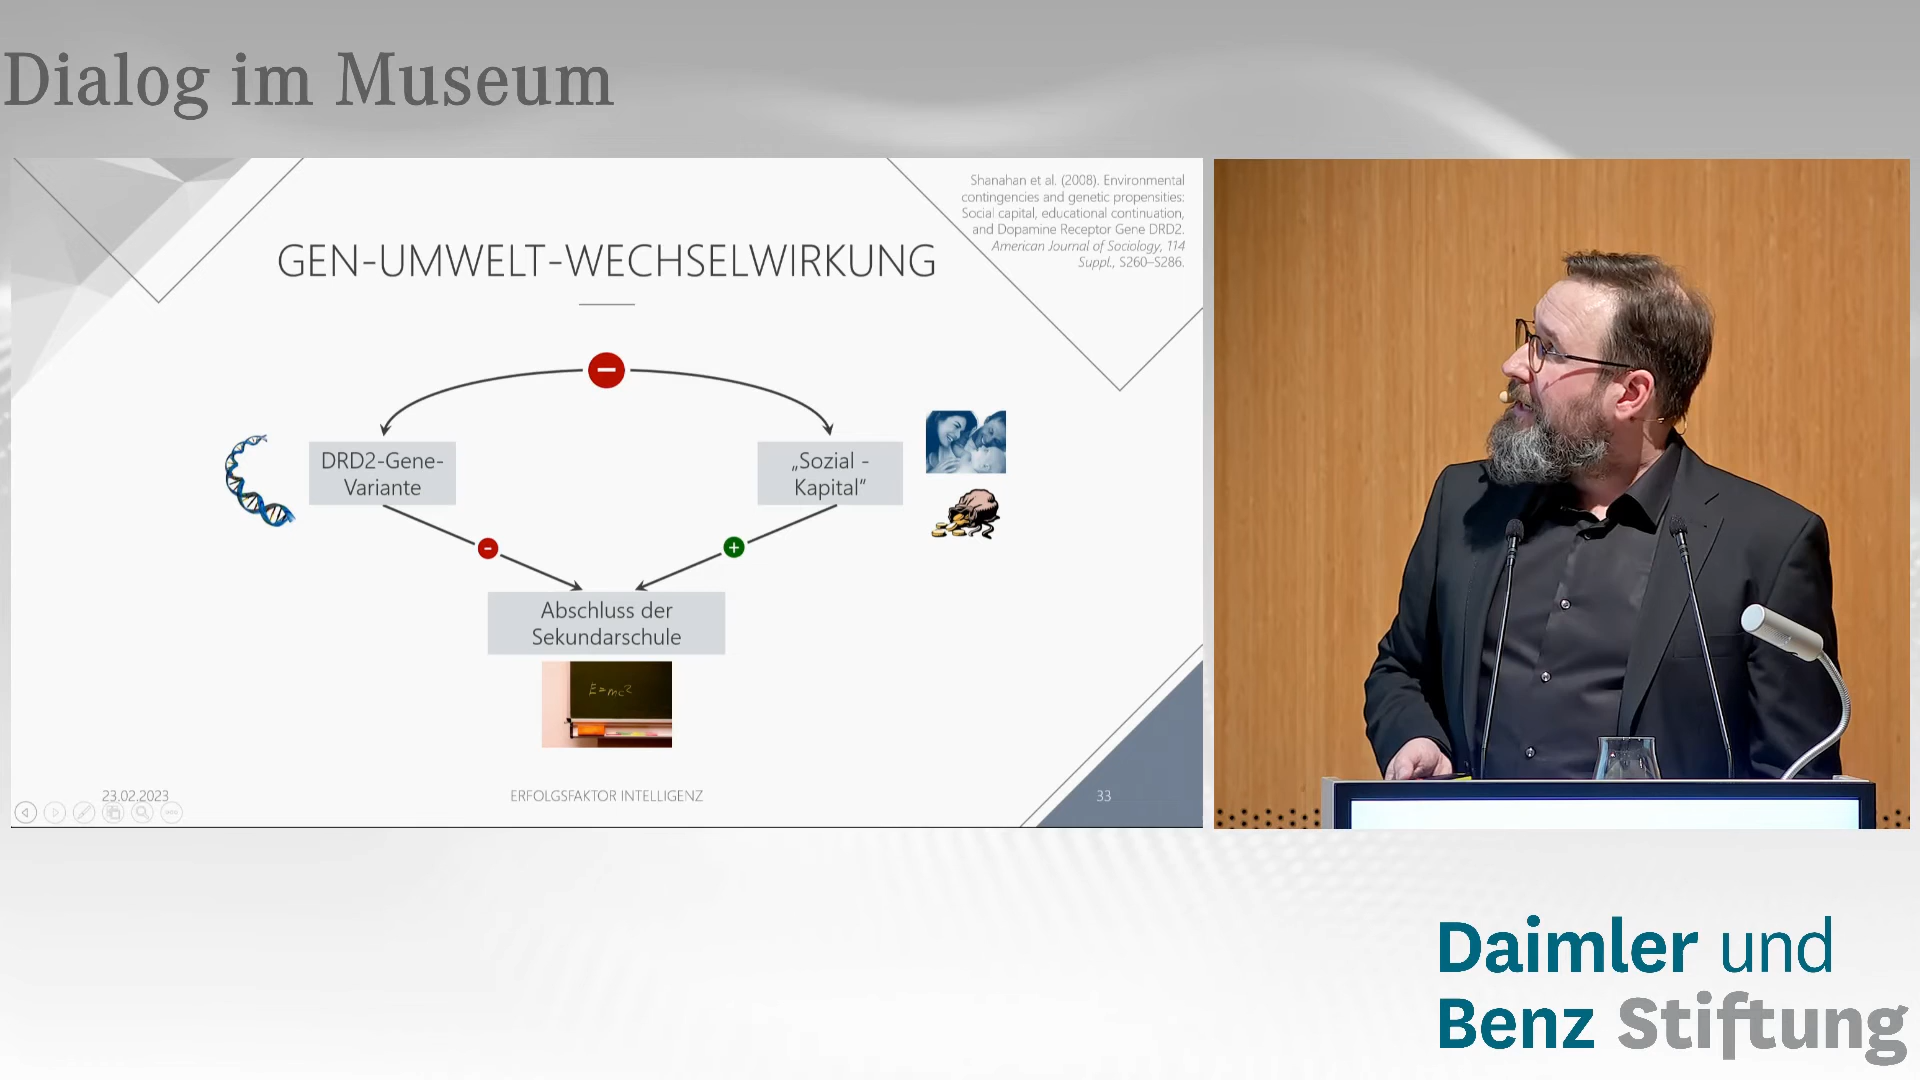 Dialog im Museum
Shanahan et al. (2008). Environmental
contingencies and genetic propensities:
Social capital, educational continuation,
and Dopamine Receptor Gene DRD2.
American Journal of Sociology, 114
Suppl., S260–S286.
GEN-UMWELT-WECHSELWIRKUNG
DRD2-Gene-
Variante
„Sozial -
Kapital“
Abschluss der
Sekundarschule
E=mc²
23.02.2023
ERFOLGSFAKTOR INTELLIGENZ
33
Daimler und
Benz Stiftung